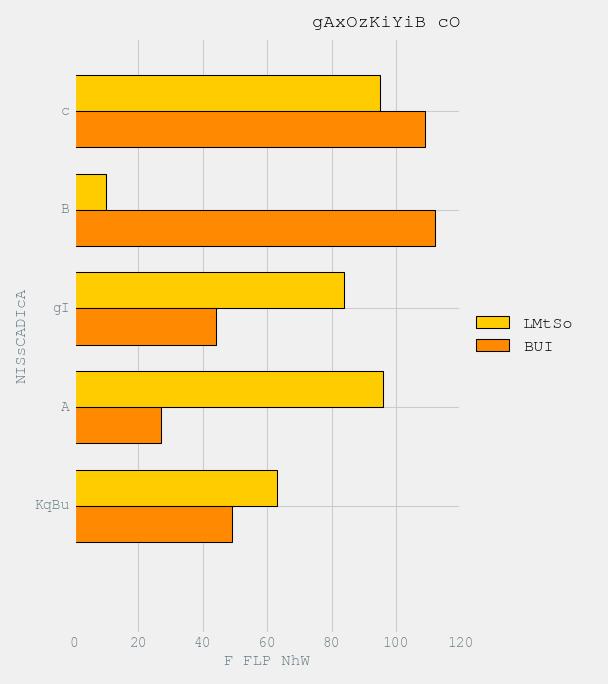 gAxOzKiYiB cO
c
B
gI
A
KqBu
NISsCADIcA
0 20 40 60 80 100 120
F FLP NhW
LMtSo
BUI